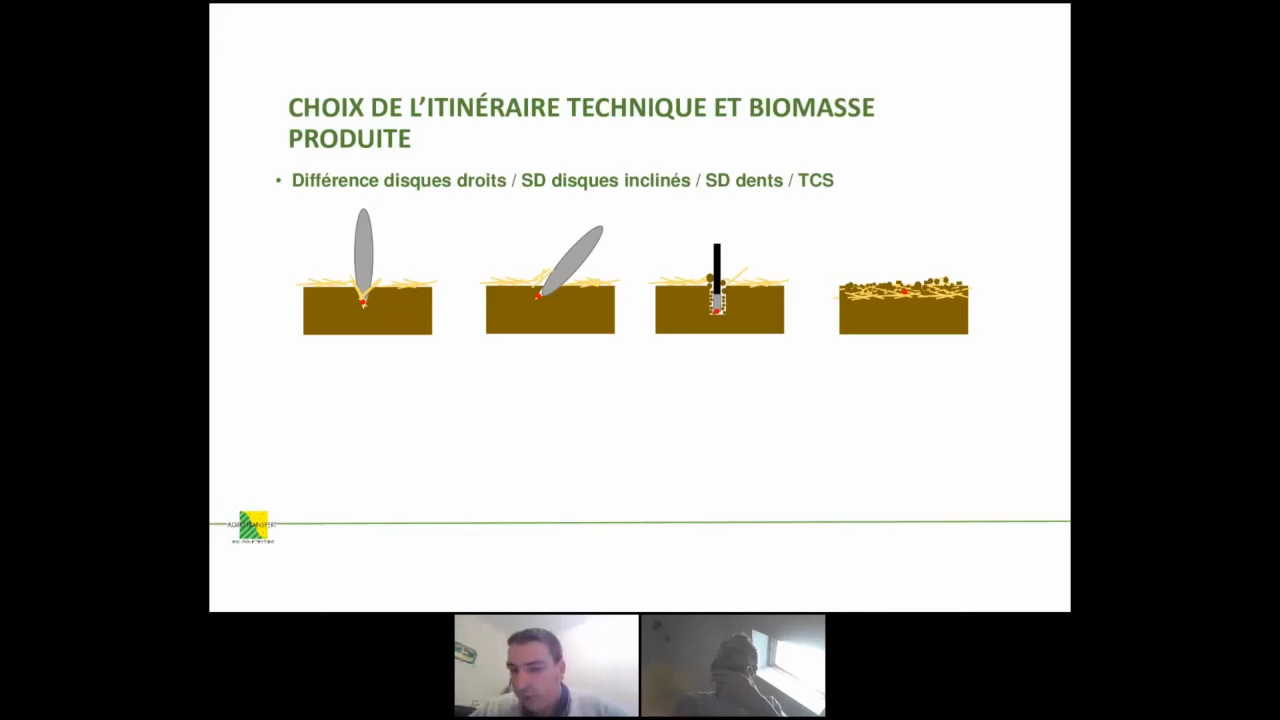 CHOIX DE L'ITINÉRAIRE TECHNIQUE ET BIOMASSE
PRODUITE
• Différence disques droits / SD disques inclinés / SD dents / TCS